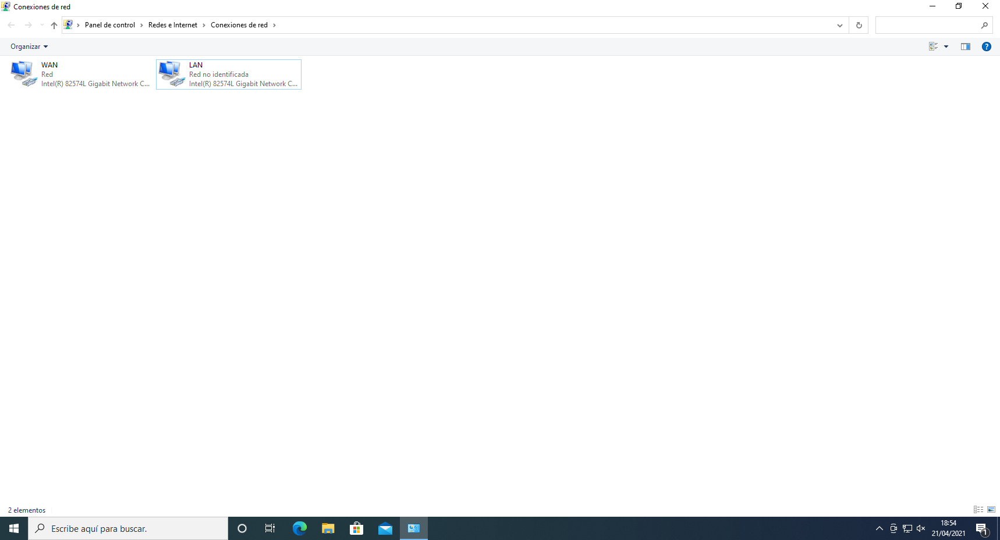 Conexiones de red
Panel de control
Redes e Internet
Conexiones de red
Organizar
WAN
Red
Intel(R) 82574L Gigabit Network C...
LAN
Red no identificada
Intel(R) 82574L Gigabit Network C...
2 elementos
Escribe aquí para buscar.
18:54
21/04/2021
1